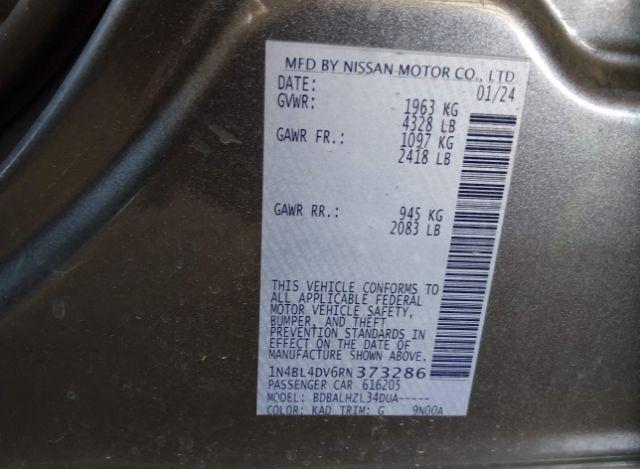 MFD BY NISSAN MOTOR CO., LTD
DATE: 01/24
GVWR: 1963 KG
4328 LB
GAWR FR.: 1097 KG
2418 LB
GAWR RR.: 945 KG
2083 LB
THIS VEHICLE CONFORMS TO
ALL APPLICABLE FEDERAL
MOTOR VEHICLE SAFETY,
BUMPER, AND THEFT
PREVENTION STANDARDS IN
EFFECT ON THE DATE OF
MANUFACTURE SHOWN ABOVE.
1N4BL4DV6RN373286
PASSENGER CAR 616205
MODEL: BDBALHZL34DUA-----
COLOR: KAD TRIM: G 9N00A